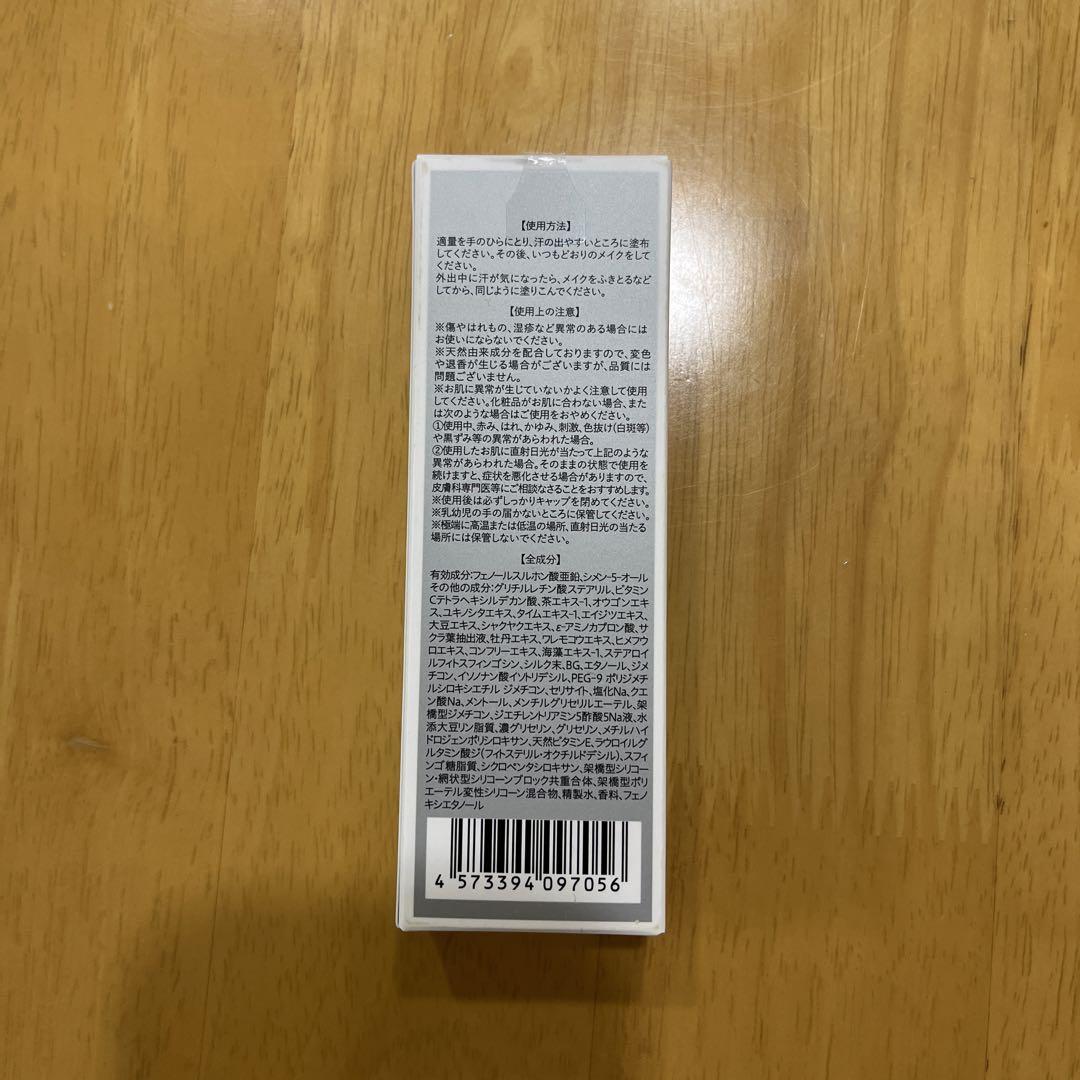 【使用方法】
適量を手のひらにとり、汗の出やすいところに塗布
してください。その後、いつもどおりのメイクをして
ください。
外出中に汗が気になったら、メイクをふきとるなど
してから、同じように塗りこんでください。
【使用上の注意】
※傷やはれもの、湿疹など異常のある場合には
お使いにならないでください。
※天然由来成分を配合しておりますので、変色
や退香が生じる場合がございますが、品質には
問題ございません。
※お肌に異常が生じていないかよく注意して使用
してください。化粧品がお肌に合わない場合、また
は次のような場合はご使用をおやめください。
①使用中、赤み、はれ、かゆみ、刺激、色抜け(白斑等)
や黒ずみ等の異常があらわれた場合。
②使用したお肌に直射日光が当たって上記のような
異常があらわれた場合。そのままの状態で使用を
続けますと、症状を悪化させる場合がありますので、
皮膚科専門医等にご相談なさることをおすすめします。
※使用後は必ずしっかりキャップを閉めてください。
※乳幼児の手の届かないところに保管してください。
※極端に高温または低温の場所、直射日光の当たる
場所には保管しないでください。
【全成分】
有効成分:フェノールスルホン酸亜鉛、シメン-5-オール
その他の成分:グリチルレチン酸ステアリル、ビタミン
Cテトラヘキシルデカン酸、茶エキス-1、オウゴンエキ
ス、ユキノシタエキス、タイムエキス-1、エイジツエキス、
大豆エキス、シャクヤクエキス、ε-アミノカプロン酸、サ
クラ葉抽出液、牡丹エキス、ワレモコウエキス、ヒメフウ
ロエキス、コンフリーエキス、海藻エキス-1、ステアロイ
ルフィトスフィンゴシン、シルク末、BG、エタノール、ジメ
チコン、イソノナン酸イソトリデシル、PEG-9 ポリジメチ
ルシロキシエチル ジメチコン、セリサイト、塩化Na、クエ
ン酸Na、メントール、メンチルグリセリルエーテル、架
橋型ジメチコン、ジエチレントリアミン5酢酸5Na液、水
添大豆リン脂質、濃グリセリン、グリセリン、メチルハイ
ドロジェンポリシロキサン、天然ビタミンE、ラウロイルグ
ルタミン酸ジ(フィトステリル・オクチルドデシル)、スフィ
ンゴ糖脂質、シクロペンタシロキサン、架橋型シリコー
ン・網状型シリコーンブロック共重合体、架橋型ポリ
エーテル変性シリコーン混合物、精製水、香料、フェノ
キシエタノール
4 573394 097056